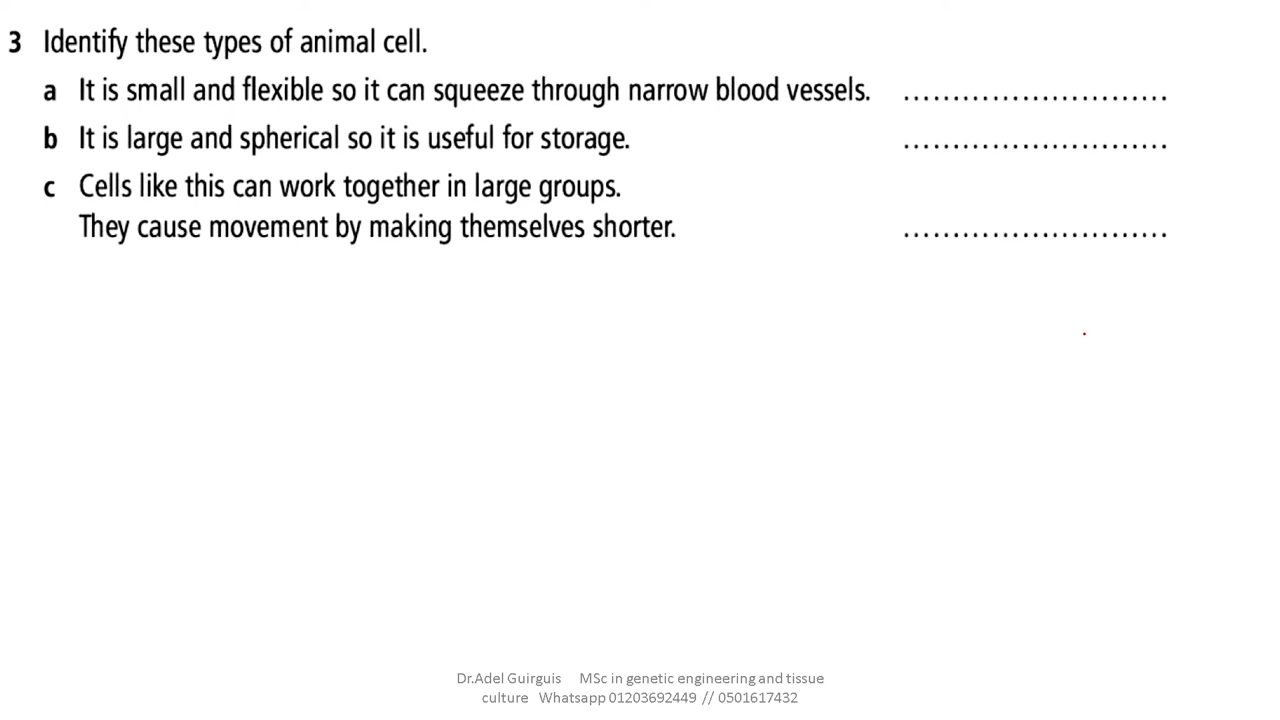 3 Identify these types of animal cell.
a It is small and flexible so it can squeeze through narrow blood vessels. ...........................
b It is large and spherical so it is useful for storage. ...........................
c Cells like this can work together in large groups.
They cause movement by making themselves shorter. ...........................
Dr.Adel Guirguis MSc in genetic engineering and tissue
culture Whatsapp 01203692449 // 0501617432